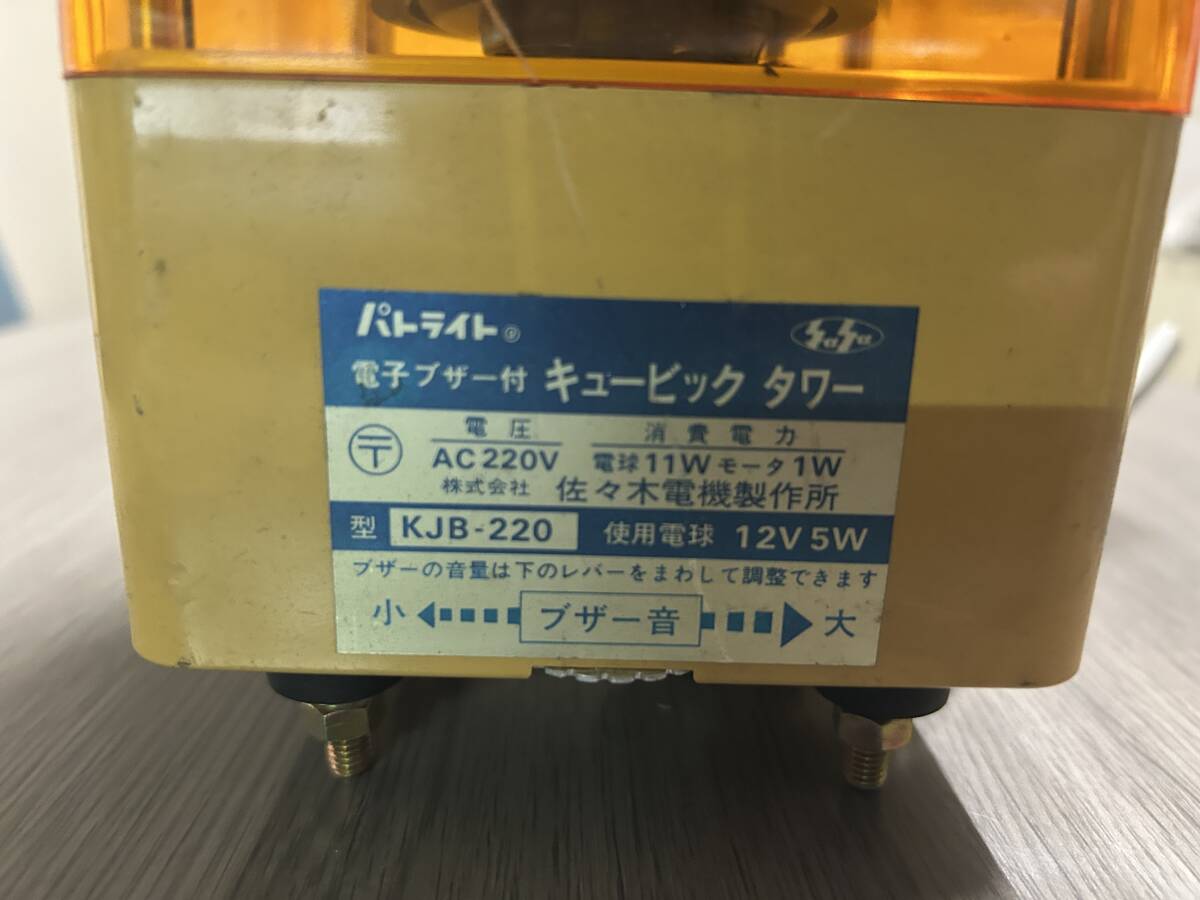 パトライト®
SaSa
電子ブザー付 キュービック タワー
電圧 消費電力
〒 AC220V 電球11W モータ1W
株式会社 佐々木電機製作所
型 KJB-220 使用電球 12V5W
ブザーの音量は下のレバーをまわして調整できます
小 ブザー音 大